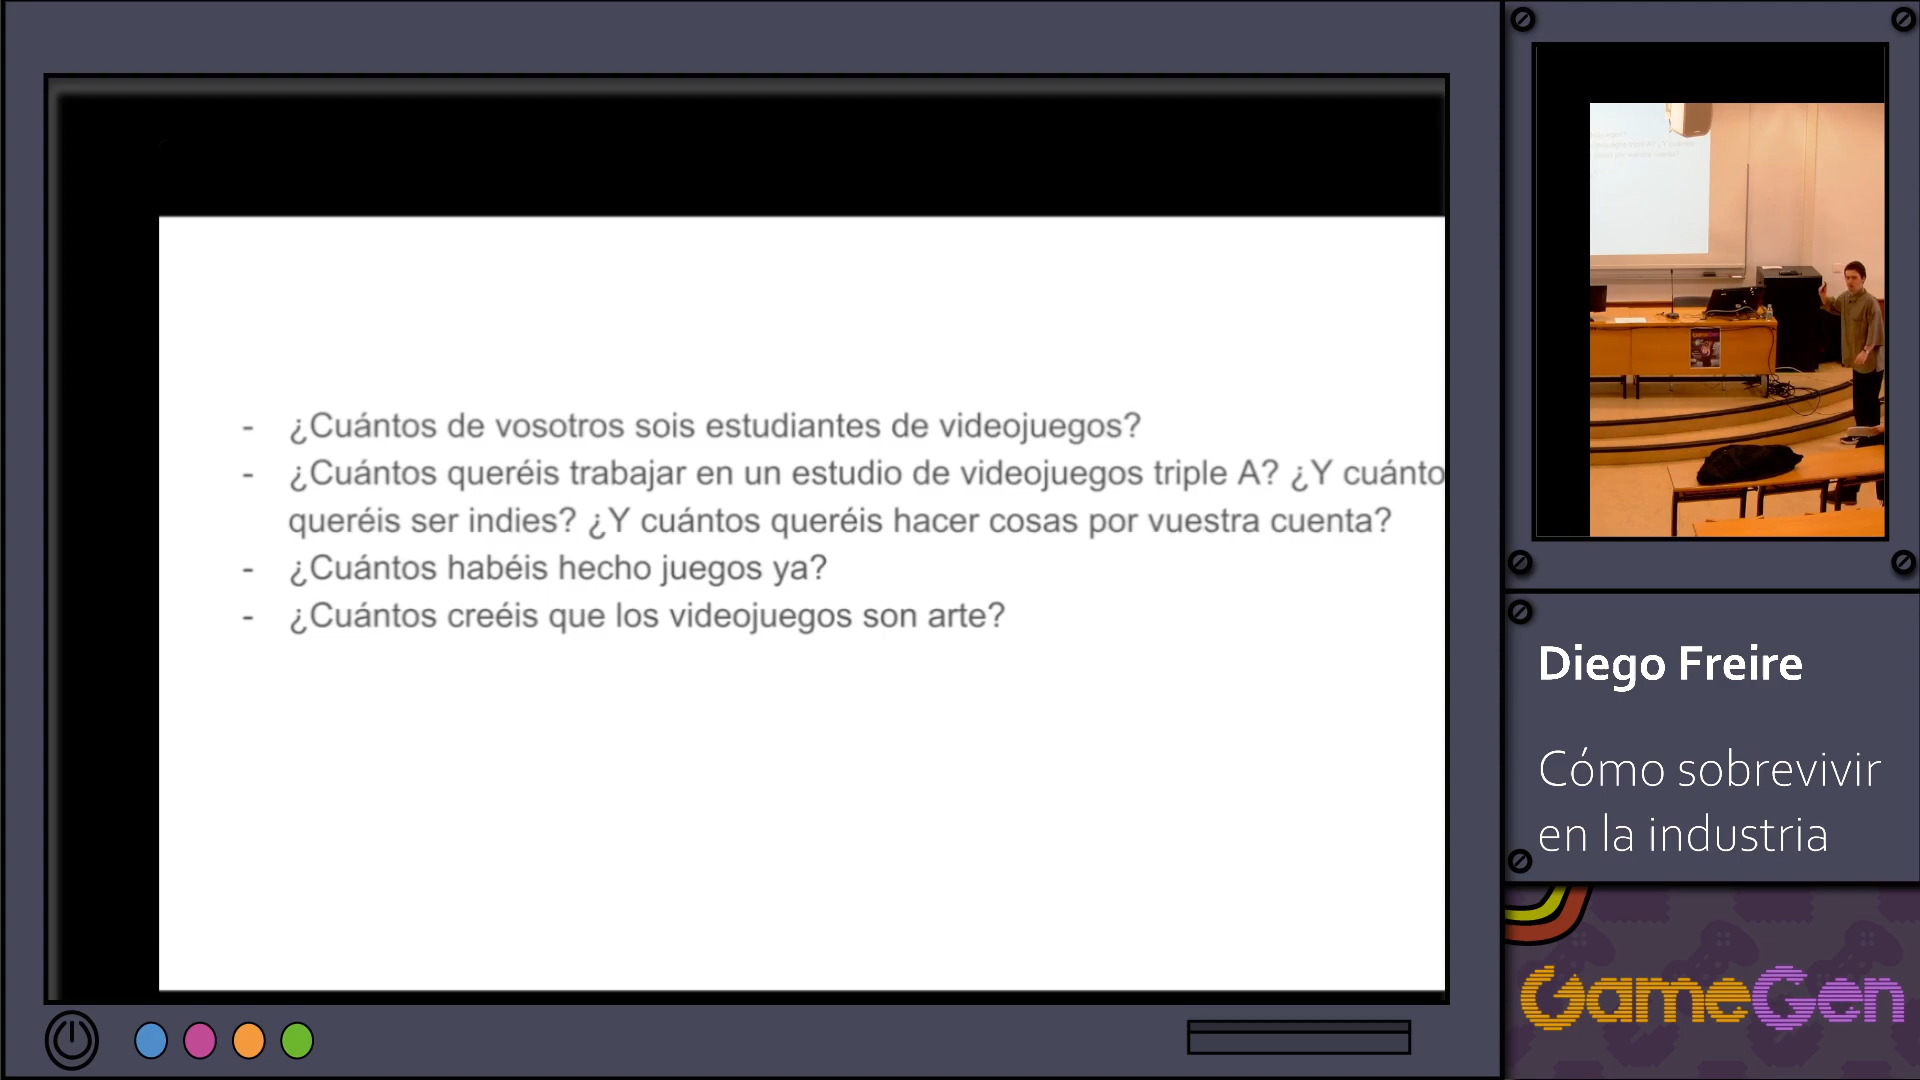 - ¿Cuántos de vosotros sois estudiantes de videojuegos?
- ¿Cuántos queréis trabajar en un estudio de videojuegos triple A? ¿Y cuánto
queréis ser indies? ¿Y cuántos queréis hacer cosas por vuestra cuenta?
- ¿Cuántos habéis hecho juegos ya?
- ¿Cuántos creéis que los videojuegos son arte?
Diego Freire
Cómo sobrevivir
en la industria
GameGen